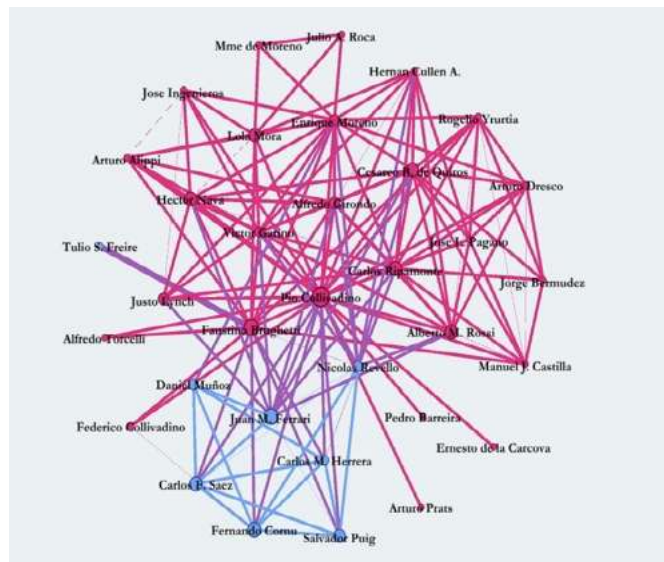 Julio A. Roca
Mme de Moreno
Hernan Cullen A.
Jose Ingenieros
Enrique Moreno
Rogelio Yrurtia
Lola Mora
Arturo Alippi
Cesareo B. de Quiros
Arturo Dresco
Hector Nava
Alfredo Girondo
Victor Garino
Jose L. Pagano
Tulio S. Freire
Carlos Ripamonte
Jorge Bermudez
Justo Lynch
Pio Collivadino
Faustina Brughetti
Alberto M. Rossi
Alfredo Torcelli
Nicolas Revello
Manuel J. Castilla
Daniel Muñoz
Juan M. Ferrari
Pedro Barreira
Federico Collivadino
Ernesto de la Carcova
Carlos M. Herrera
Carlos F. Saez
Arturo Prats
Fernando Cornu
Salvador Puig